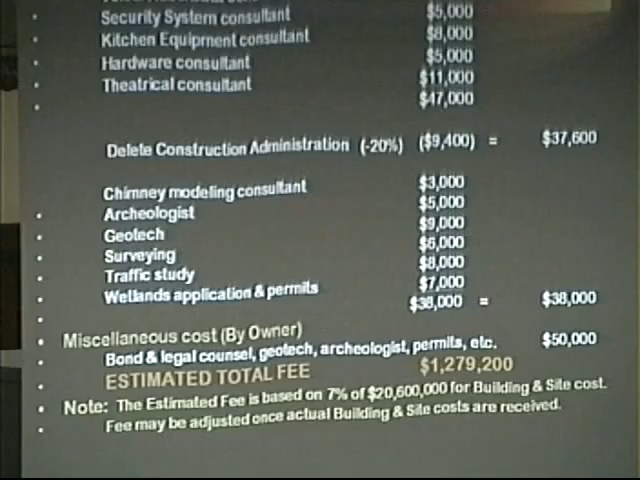 Security System consultant $5,000
Kitchen Equipment consultant $8,000
Hardware consultant $5,000
Theatrical consultant $11,000
$47,000
Delete Construction Administration (-20%) ($9,400) = $37,600
Chimney modeling consultant $3,000
Archeologist $5,000
Geotech $9,000
Surveying $6,000
Traffic study $8,000
Wetlands application & permits $7,000
$38,000 = $38,000
Miscellaneous cost (By Owner)
Bond & legal counsel, geotech, archeologist, permits, etc. $50,000
ESTIMATED TOTAL FEE $1,279,200
Note: The Estimated Fee is based on 7% of $20,600,000 for Building & Site cost.
Fee may be adjusted once actual Building & Site costs are received.